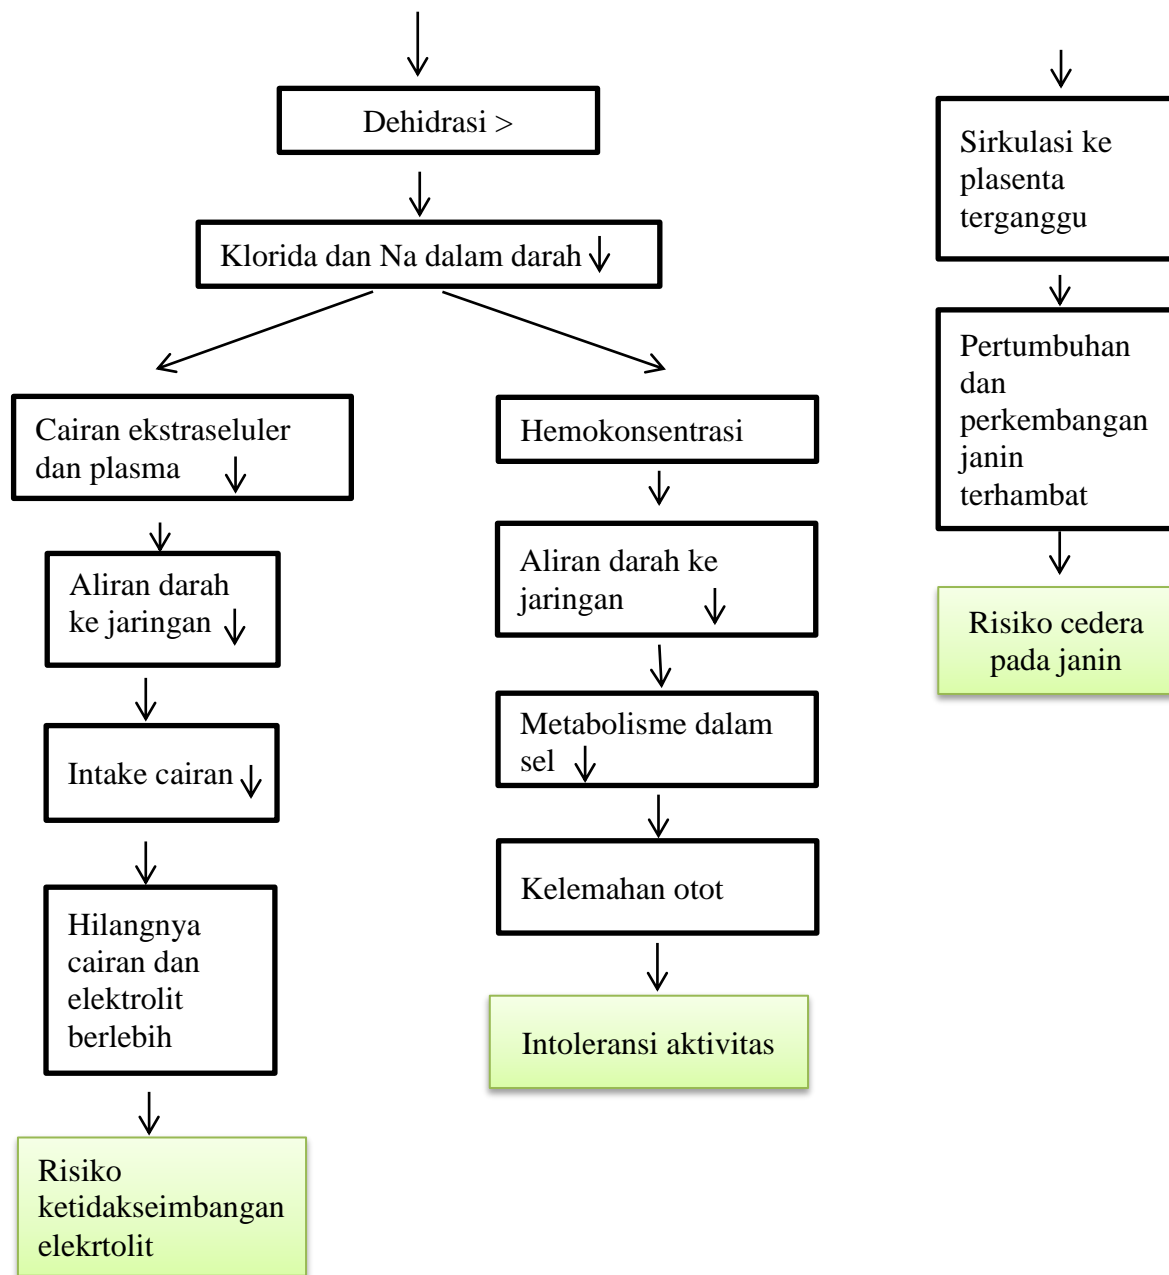 Dehidrasi >
Klorida dan Na dalam darah
Cairan ekstraseluler
dan plasma
Aliran darah
ke jaringan
Intake cairan
Hilangnya
cairan dan
elektrolit
berlebih
Risiko
ketidakseimbangan
elekrtolit
Hemokonsentrasi
Aliran darah ke
jaringan
Metabolisme dalam
sel
Kelemahan otot
Intoleransi aktivitas
Sirkulasi ke
plasenta
terganggu
Pertumbuhan
dan
perkembangan
janin
terhambat
Risiko cedera
pada janin